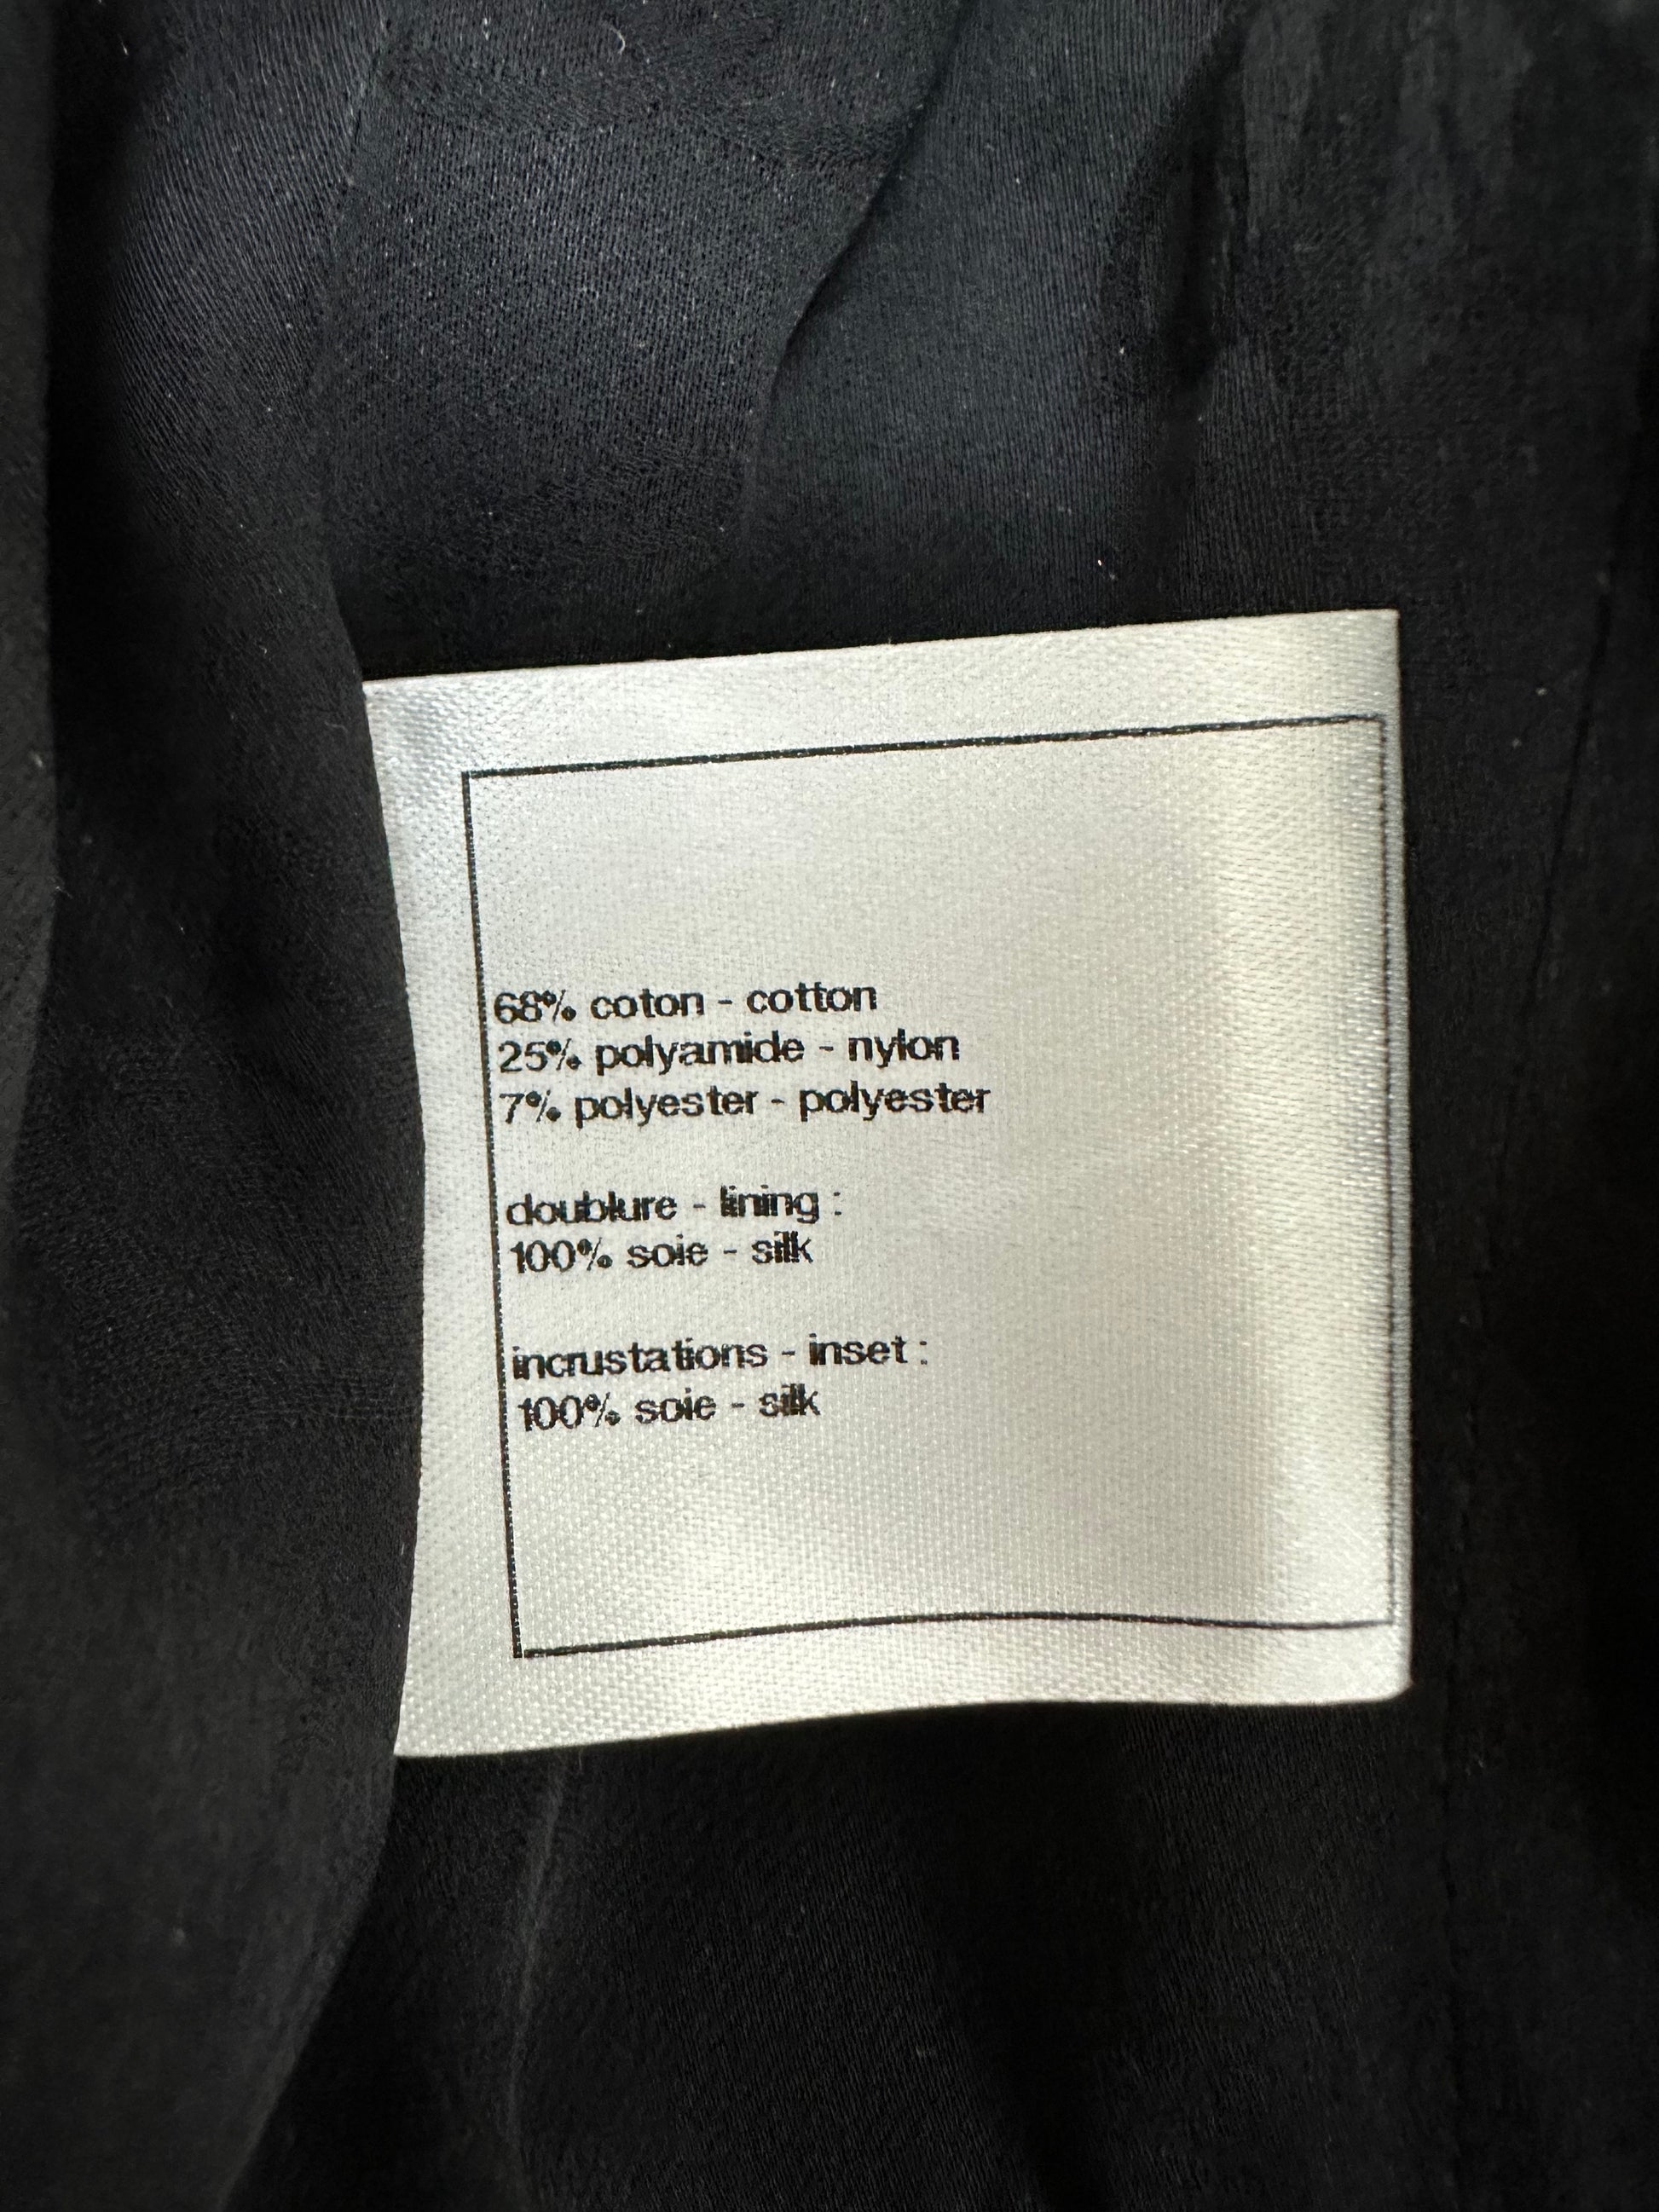 68% coton - cotton
25% polyamide - nylon
7% polyester - polyester
doublure - lining :
100% soie - silk
incrustations - inset :
100% soie - silk